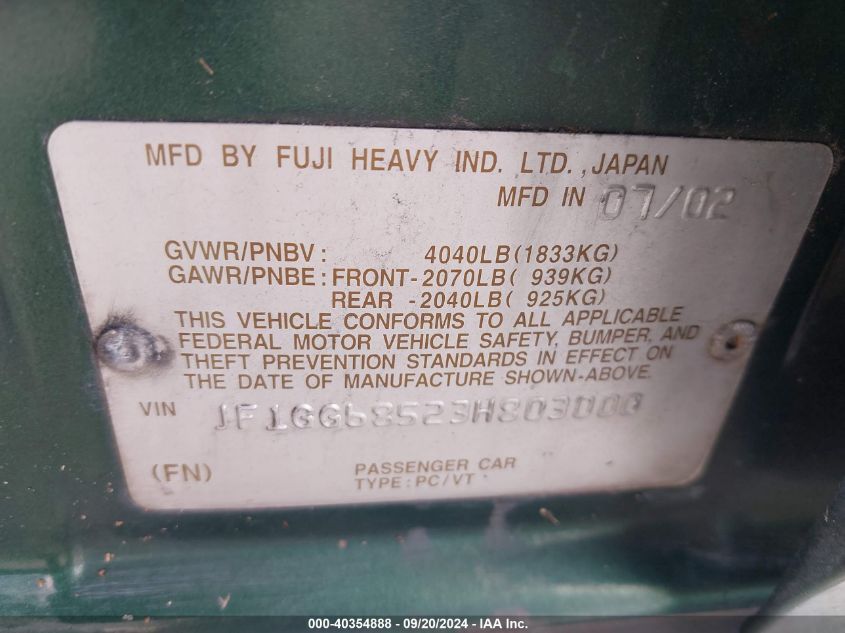 MFD BY FUJI HEAVY IND. LTD., JAPAN
MFD IN 07/02
GVWR/PNBV: 4040LB(1833KG)
GAWR/PNBE: FRONT-2070LB( 939KG)
REAR -2040LB( 925KG)
THIS VEHICLE CONFORMS TO ALL APPLICABLE
FEDERAL MOTOR VEHICLE SAFETY, BUMPER, AND
THEFT PREVENTION STANDARDS IN EFFECT ON
THE DATE OF MANUFACTURE SHOWN-ABOVE.
VIN JF1GG68523H803000
(FN) PASSENGER CAR
TYPE:PC/VT
000-40354888 - 09/20/2024 - IAA Inc.